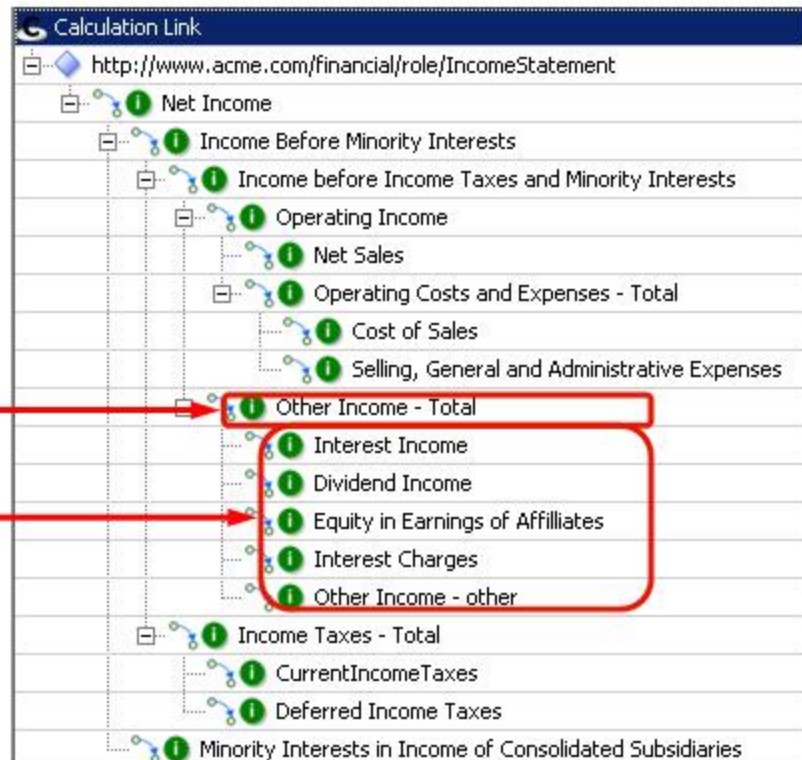 Calculation Link
http://www.acme.com/financial/role/IncomeStatement
Net Income
Income Before Minority Interests
Income before Income Taxes and Minority Interests
Operating Income
Net Sales
Operating Costs and Expenses - Total
Cost of Sales
Selling, General and Administrative Expenses
Other Income - Total
Interest Income
Dividend Income
Equity in Earnings of Affilliates
Interest Charges
Other Income - other
Income Taxes - Total
CurrentIncomeTaxes
Deferred Income Taxes
Minority Interests in Income of Consolidated Subsidiaries